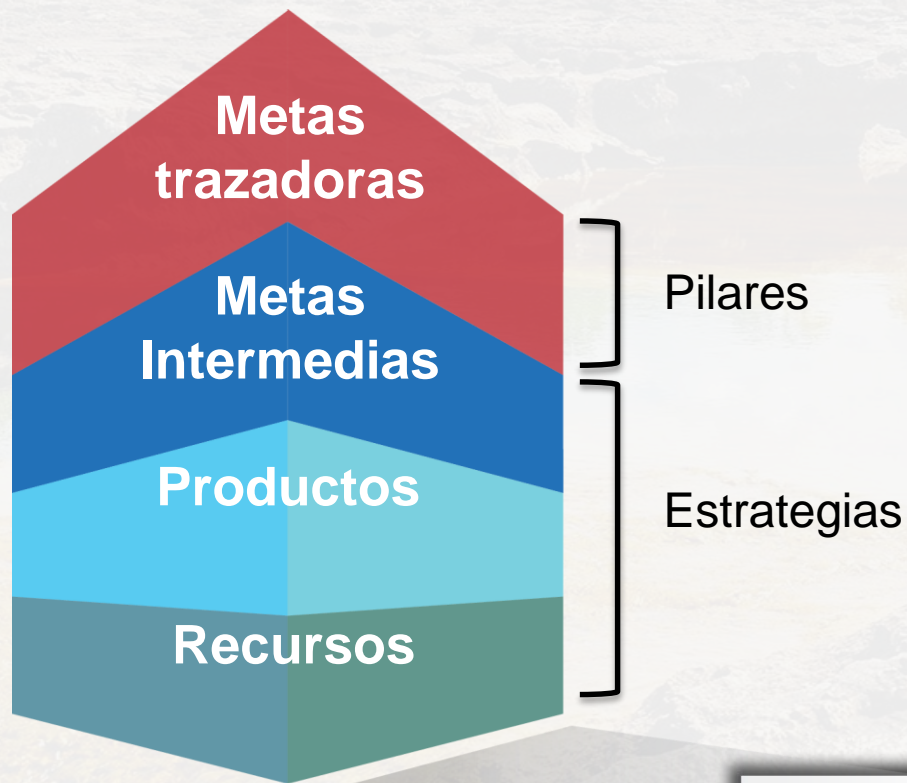 Metas
trazadoras
Pilares
Metas
Intermedias
Productos
Estrategias
Recursos